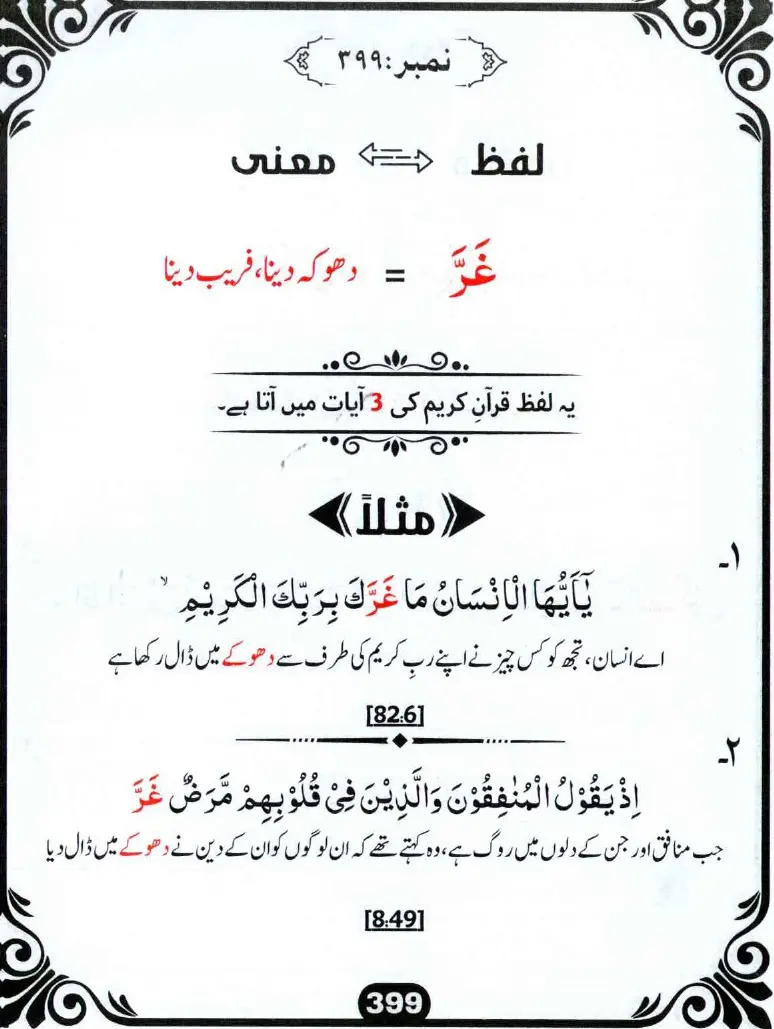 نمبر:۳۹۹
لفظ ⇐⇒ معنی
غَرَّ = دھوکہ دینا، فریب دینا
یہ لفظ قرآنِ کریم کی 3 آیات میں آتا ہے۔
مثلاً
۱۔
یٰۤاَیُّهَا الْاِنْسَانُ مَا غَرَّكَ بِرَبِّكَ الْكَرِیْمِ ۙ
اے انسان، تجھ کو کس چیز نے اپنے ربِ کریم کی طرف سے دھوکے میں ڈال رکھا ہے
[82:6]
۲۔
اِذْ یَقُوْلُ الْمُنٰفِقُوْنَ وَالَّذِیْنَ فِیْ قُلُوْبِهِمْ مَّرَضٌ غَرَّ
جب منافق اور جن کے دلوں میں روگ ہے، وہ کہتے تھے کہ ان لوگوں کو ان کے دین نے دھوکے میں ڈال دیا
[8:49]
399